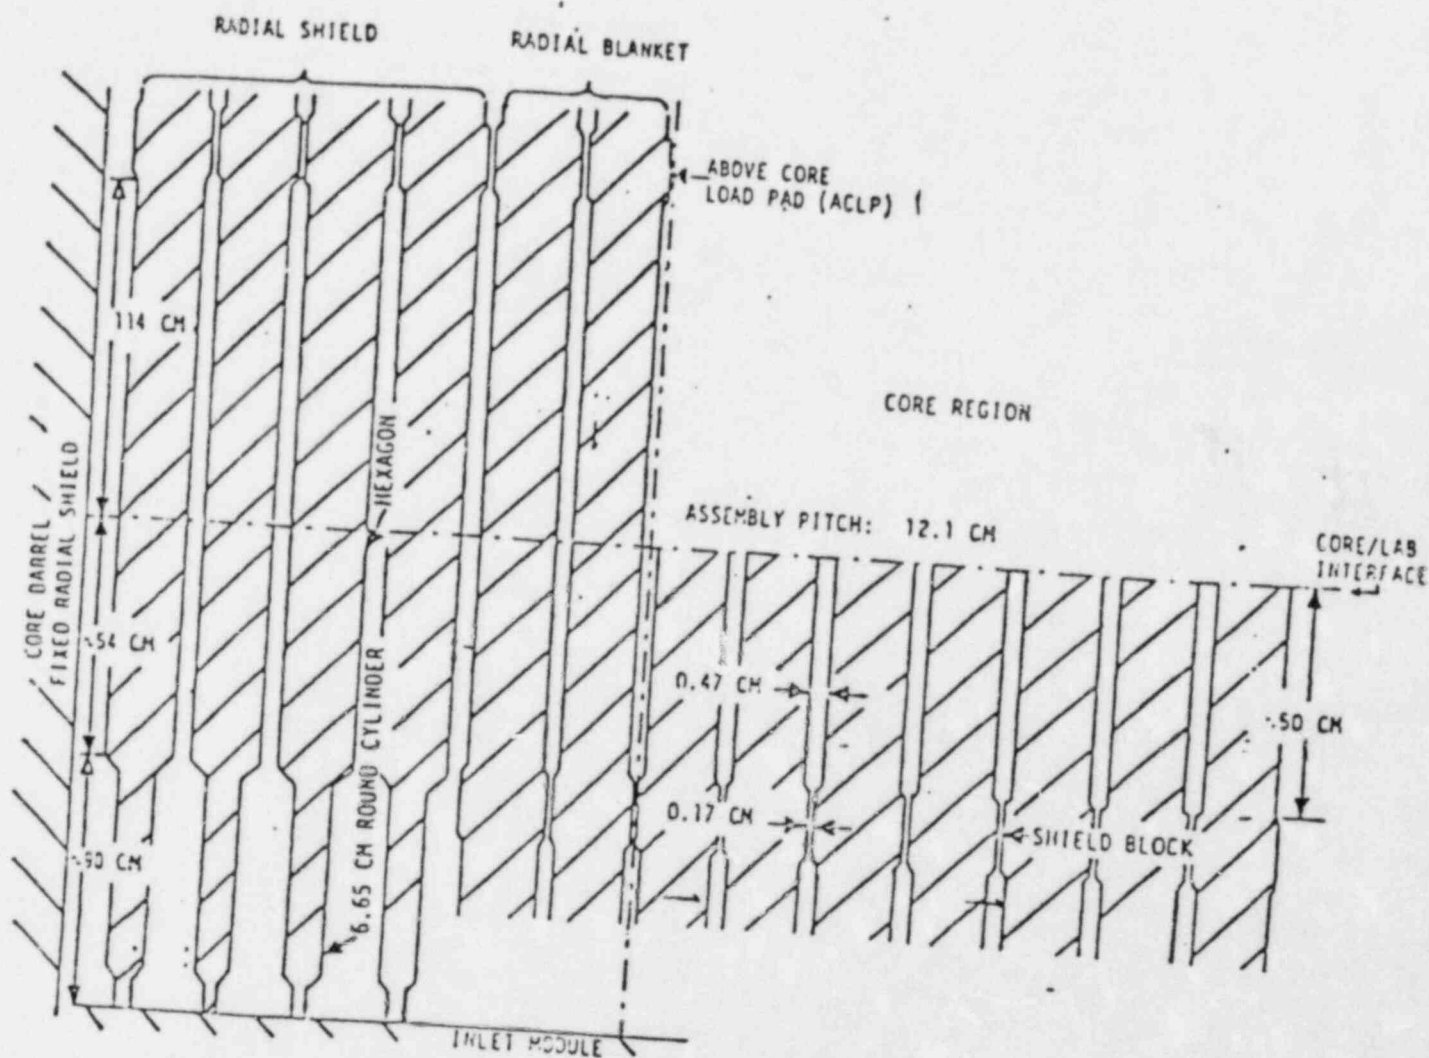 RADIAL SHIELD
RADIAL BLANKET
ABOVE CORE
LOAD PAD (ACLP)
114 CM
CORE REGION
HEXAGON
ASSEMBLY PITCH: 12.1 CM
CORE/LAB
INTERFACE
CORE BARREL /
FIXED RADIAL SHIELD
~54 CM
0.47 CM
~50 CM
0.17 CM
SHIELD BLOCK
~90 CM
6.65 CM ROUND CYLINDER
INLET MODULE